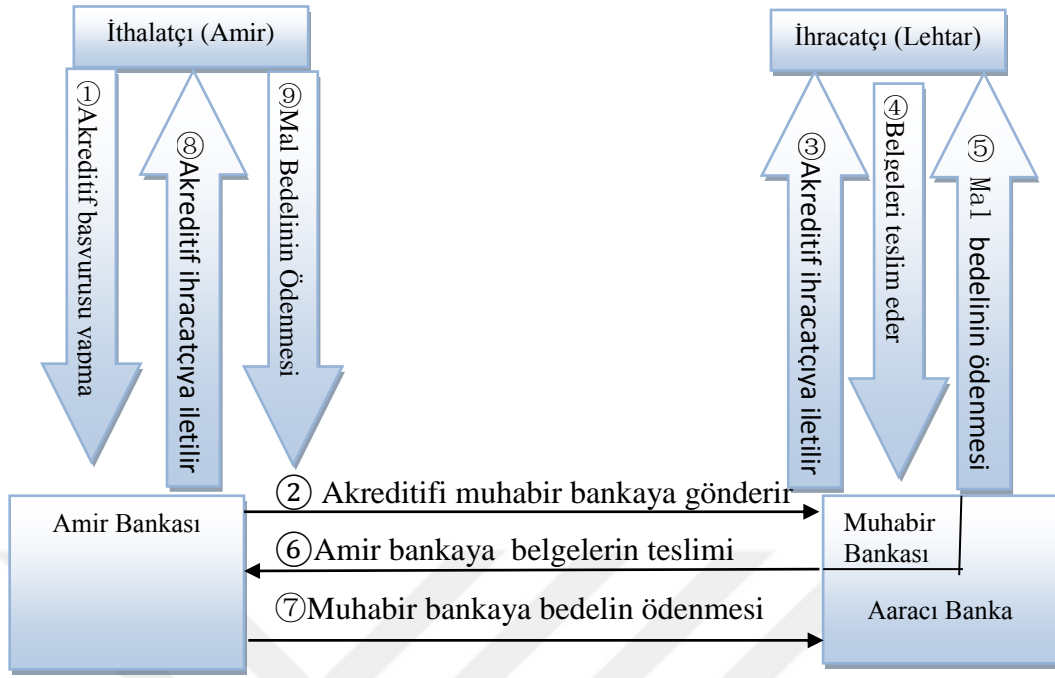 İthalatçı (Amir)
İhracatçı (Lehtar)
①Akreditif basvurusu yapma
⑧Akreditif ihracatçıya iletilir
⑨Mal Bedelinin Ödenmesi
③Akreditif ihracatçıya iletilir
④Belgeleri teslim eder
⑤ Mal bedelinin ödenmesi
② Akreditifi muhabir bankaya gönderir
Amir Bankası
Muhabir
Bankası
⑥Amir bankaya belgelerin teslimi
⑦Muhabir bankaya bedelin ödenmesi
Aaracı Banka